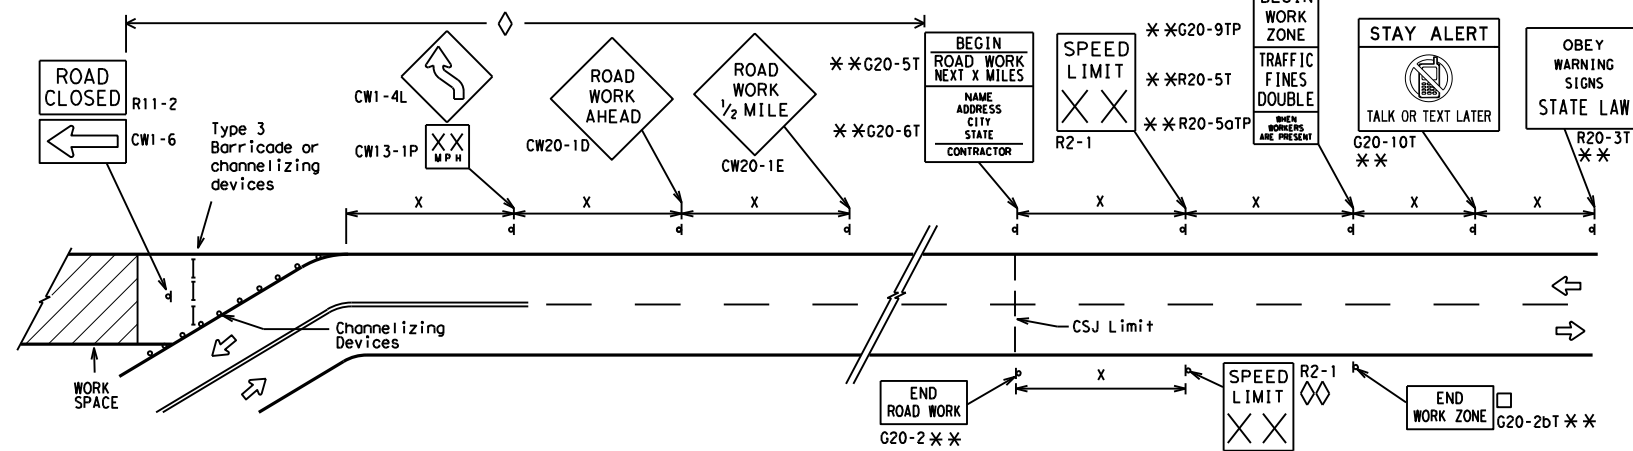 ROAD
CLOSED
R11-2
CW1-6
Type 3
Barricade or
channelizing
devices
CW1-4L
XX
MPH
CW13-1P
X
ROAD
WORK
AHEAD
CW20-1D
X
ROAD
WORK
1/2 MILE
CW20-1E
X
**G20-5T
BEGIN
ROAD WORK
NEXT X MILES
**G20-6T
NAME
ADDRESS
CITY
STATE
CONTRACTOR
SPEED
LIMIT
XX
R2-1
X
**G20-9TP
BEGIN
WORK
ZONE
**R20-5T
TRAFFIC
FINES
DOUBLE
**R20-5aTP
WHEN
WORKERS
ARE PRESENT
X
STAY ALERT
TALK OR TEXT LATER
G20-10T
**
X
OBEY
WARNING
SIGNS
STATE LAW
R20-3T
**
X
Channelizing
Devices
CSJ Limit
WORK
SPACE
END
ROAD WORK
G20-2**
X
SPEED
LIMIT
XX
R2-1
END
WORK ZONE
G20-2bT **